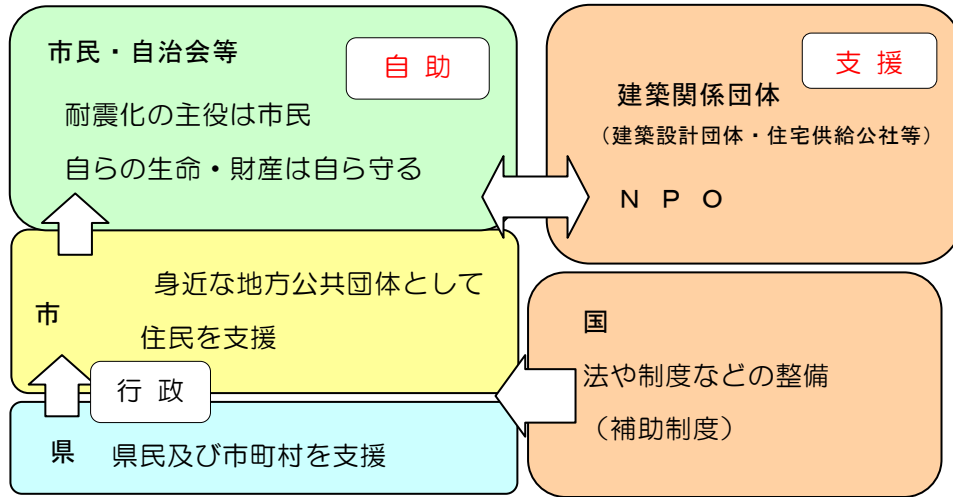 市民・自治会等
自 助
耐震化の主役は市民
自らの生命・財産は自ら守る
支 援
建築関係団体
（建築設計団体・住宅供給公社等）
Ｎ Ｐ Ｏ
市
身近な地方公共団体として
住民を支援
行 政
県
県民及び市町村を支援
国
法や制度などの整備
（補助制度）